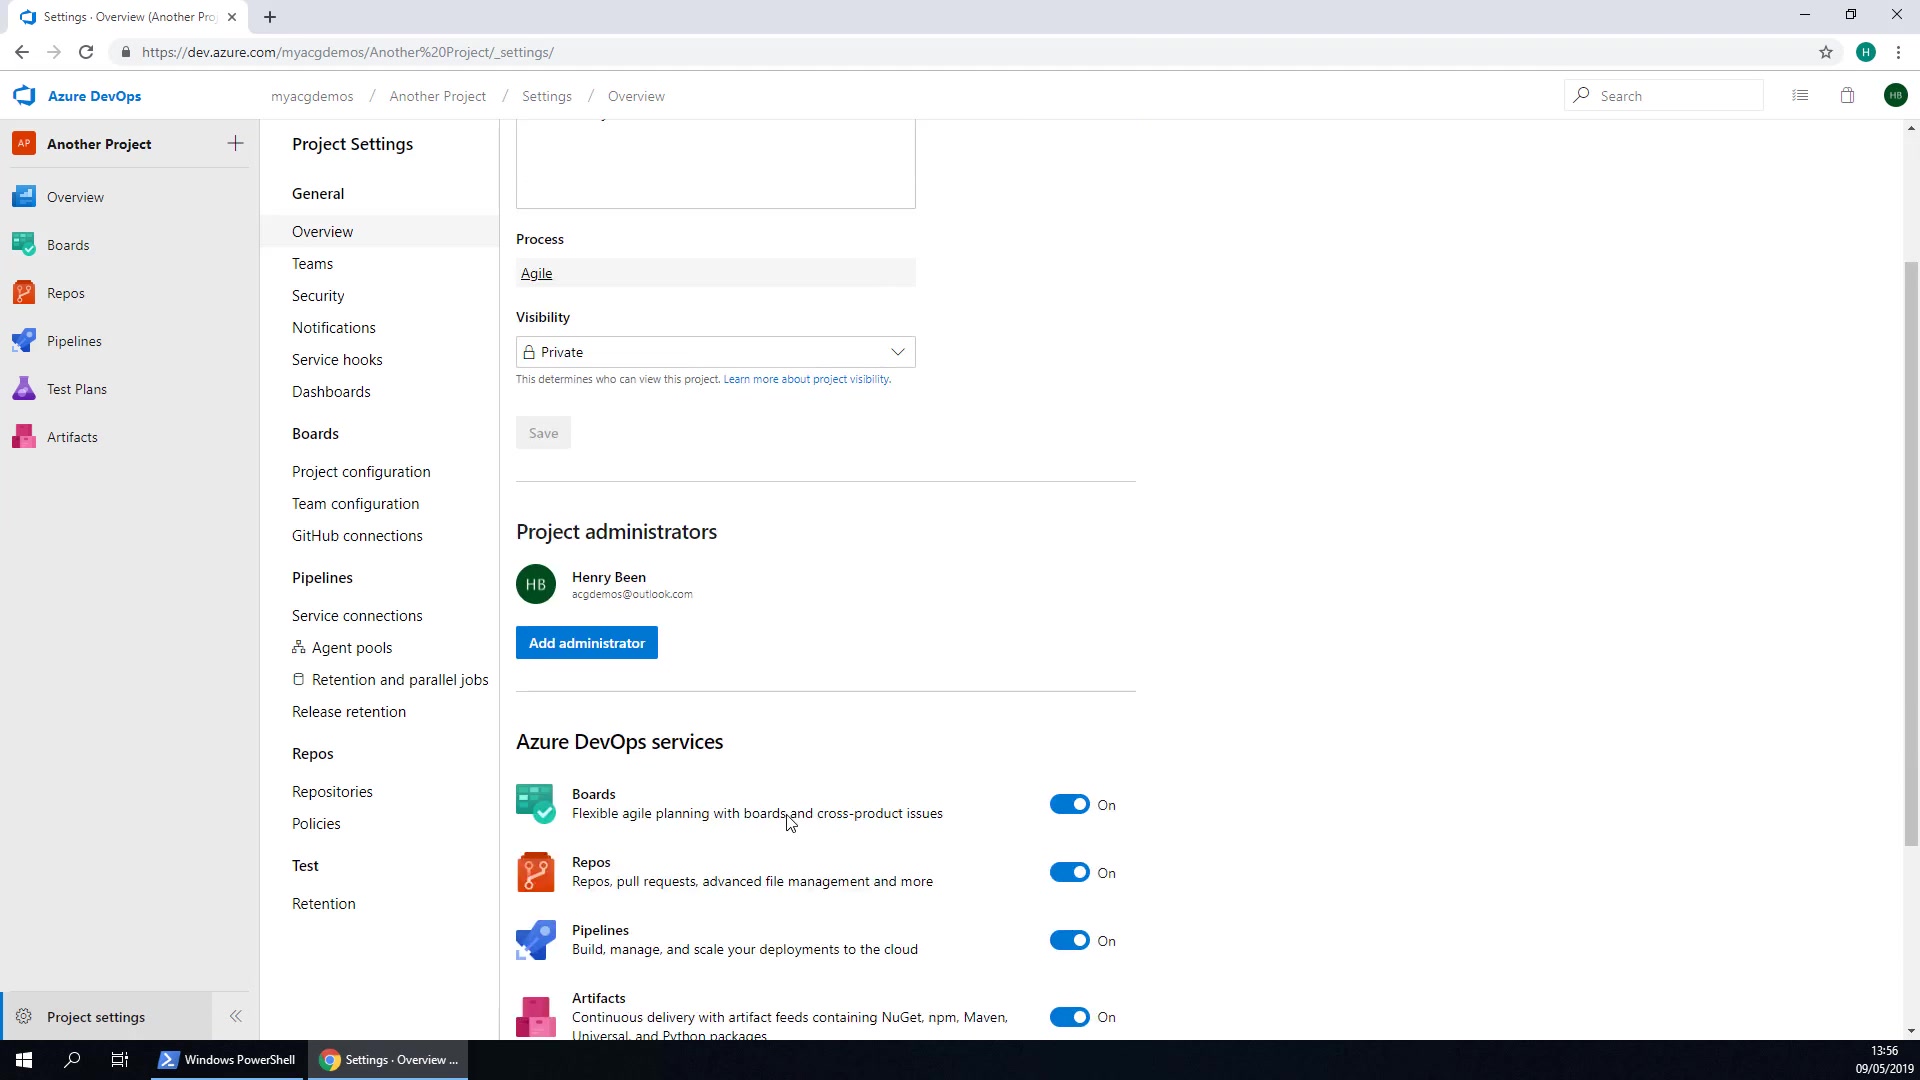 Settings · Overview (Another Pro
https://dev.azure.com/myacgdemos/Another%20Project/_settings/
H
Azure DevOps
myacgdemos / Another Project / Settings / Overview
Search
HB
AP
Another Project
Overview
Boards
Repos
Pipelines
Test Plans
Artifacts
Project settings
Project Settings
General
Overview
Teams
Security
Notifications
Service hooks
Dashboards
Boards
Project configuration
Team configuration
GitHub connections
Pipelines
Service connections
Agent pools
Retention and parallel jobs
Release retention
Repos
Repositories
Policies
Test
Retention
Process
Agile
Visibility
Private
This determines who can view this project. Learn more about project visibility.
Save
Project administrators
HB
Henry Been
acgdemos@outlook.com
Add administrator
Azure DevOps services
Boards
Flexible agile planning with boards and cross-product issues
On
Repos
Repos, pull requests, advanced file management and more
On
Pipelines
Build, manage, and scale your deployments to the cloud
On
Artifacts
Continuous delivery with artifact feeds containing NuGet, npm, Maven,
Universal, and Python packages
On
Windows PowerShell
Settings · Overview ...
13:56
09/05/2019